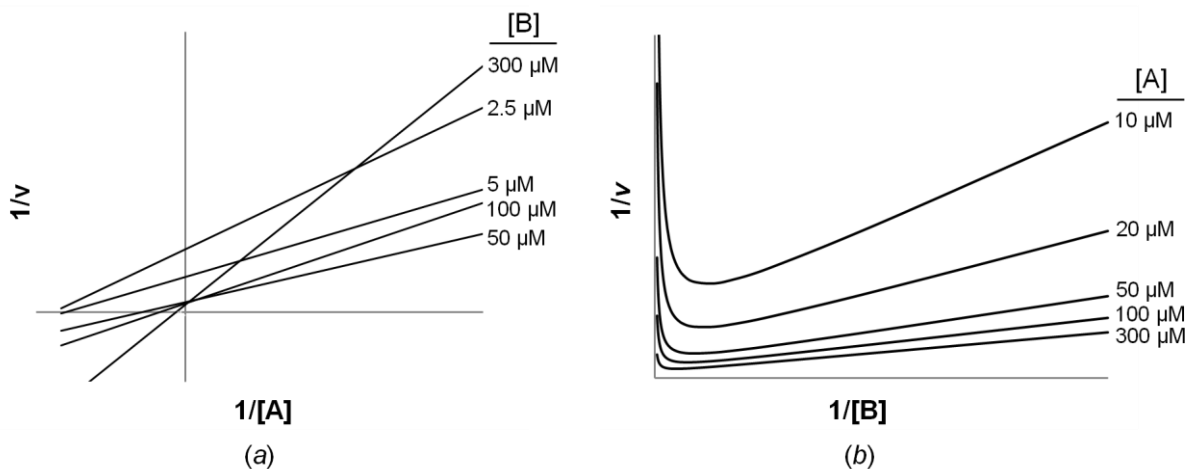 [B]
300 µM
2.5 µM
5 µM
100 µM
50 µM
1/v
1/[A]
(a)
[A]
10 µM
20 µM
50 µM
100 µM
300 µM
1/v
1/[B]
(b)